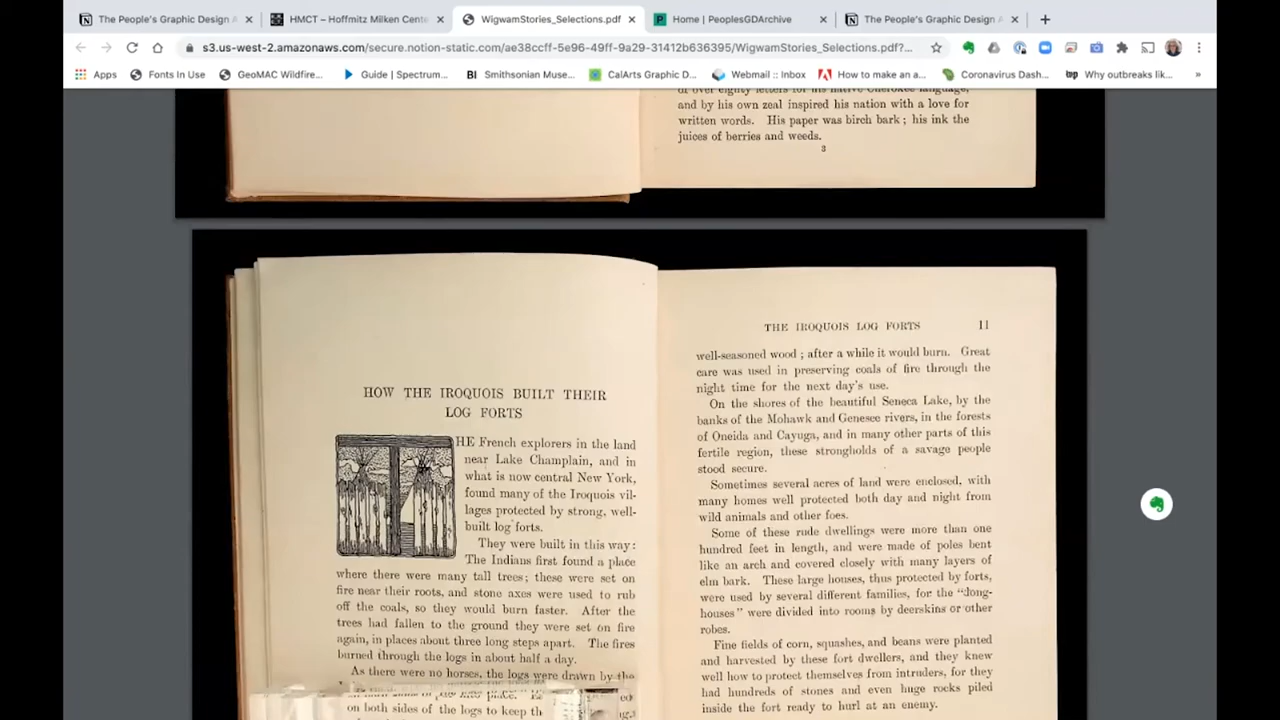 The People's Graphic Design A
HMCT – Hoffmitz Milken Cente
WigwamStories_Selections.pdf
Home | PeoplesGDArchive
The People's Graphic Design A
s3.us-west-2.amazonaws.com/secure.notion-static.com/ae38ccff-5e96-49ff-9a29-31412b636395/WigwamStories_Selections.pdf?...
Apps
Fonts In Use
GeoMAC Wildfire...
Guide | Spectrum...
BI Smithsonian Muse...
CalArts Graphic D...
Webmail :: Inbox
How to make an a...
Coronavirus Dash...
Why outbreaks lik...
»
of over eighty letters for his native Cherokee language,
and by his own zeal inspired his nation with a love for
written words. His paper was birch bark ; his ink the
juices of berries and weeds.
3
HOW THE IROQUOIS BUILT THEIR
LOG FORTS
HE French explorers in the land
near Lake Champlain, and in
what is now central New York,
found many of the Iroquois vil-
lages protected by strong, well-
built log forts.
They were built in this way:
The Indians first found a place
where there were many tall trees; these were set on
fire near their roots, and stone axes were used to rub
off the coals, so they would burn faster. After the
trees had fallen to the ground they were set on fire
again, in places about three long steps apart. The fires
burned through the logs in about half a day.
As there were no horses, the logs were drawn by the
on both sides of the logs to keep th
THE IROQUOIS LOG FORTS 11
well-seasoned wood ; after a while it would burn. Great
care was used in preserving coals of fire through the
night time for the next day's use.
On the shores of the beautiful Seneca Lake, by the
banks of the Mohawk and Genesee rivers, in the forests
of Oneida and Cayuga, and in many other parts of this
fertile region, these strongholds of a savage people
stood secure.
Sometimes several acres of land were enclosed, with
many homes well protected both day and night from
wild animals and other foes.
Some of these rude dwellings were more than one
hundred feet in length, and were made of poles bent
like an arch and covered closely with many layers of
elm bark. These large houses, thus protected by forts,
were used by several different families, for the "long-
houses" were divided into rooms by deerskins or other
robes.
Fine fields of corn, squashes, and beans were planted
and harvested by these fort dwellers, and they knew
well how to protect themselves from intruders, for they
had hundreds of stones and even huge rocks piled
inside the fort ready to hurl at an enemy.